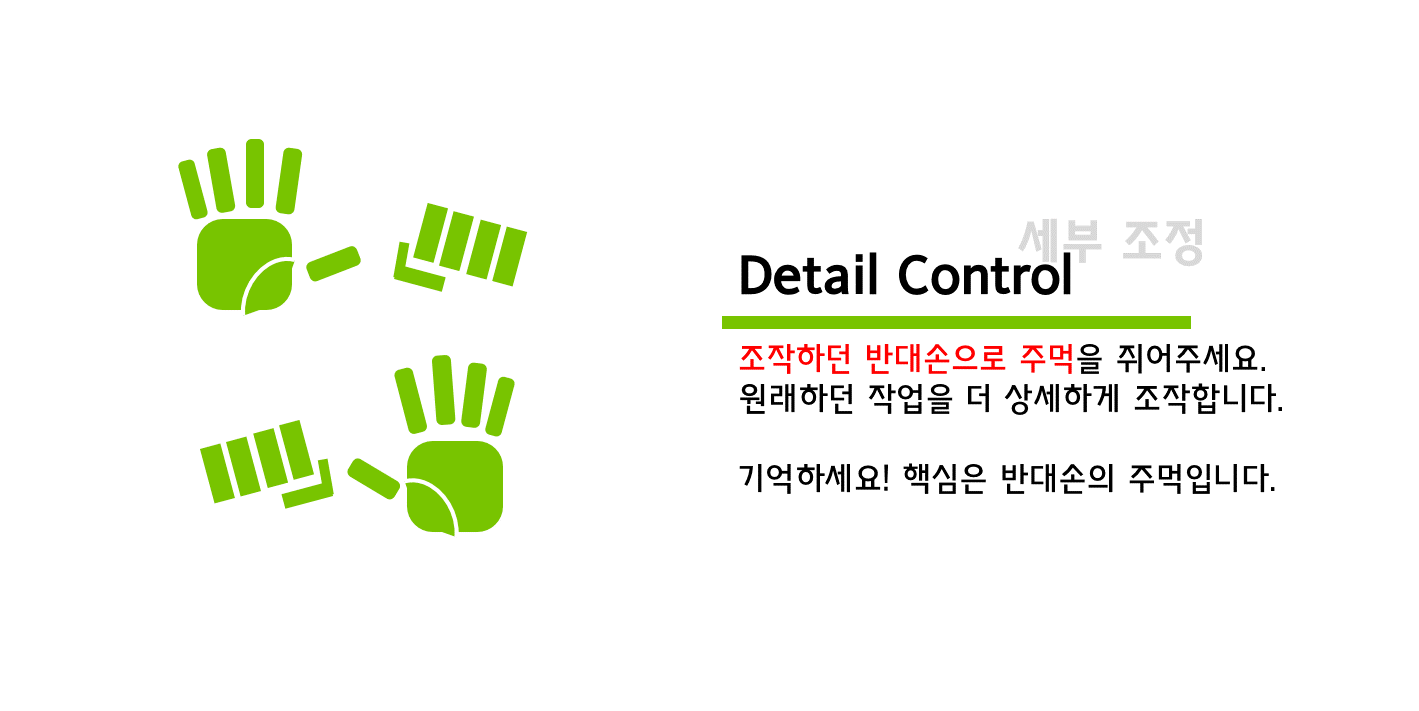 세부 조정
Detail Control
조작하던 반대손으로 주먹을 쥐어주세요.
원래하던 작업을 더 상세하게 조작합니다.
기억하세요! 핵심은 반대손의 주먹입니다.